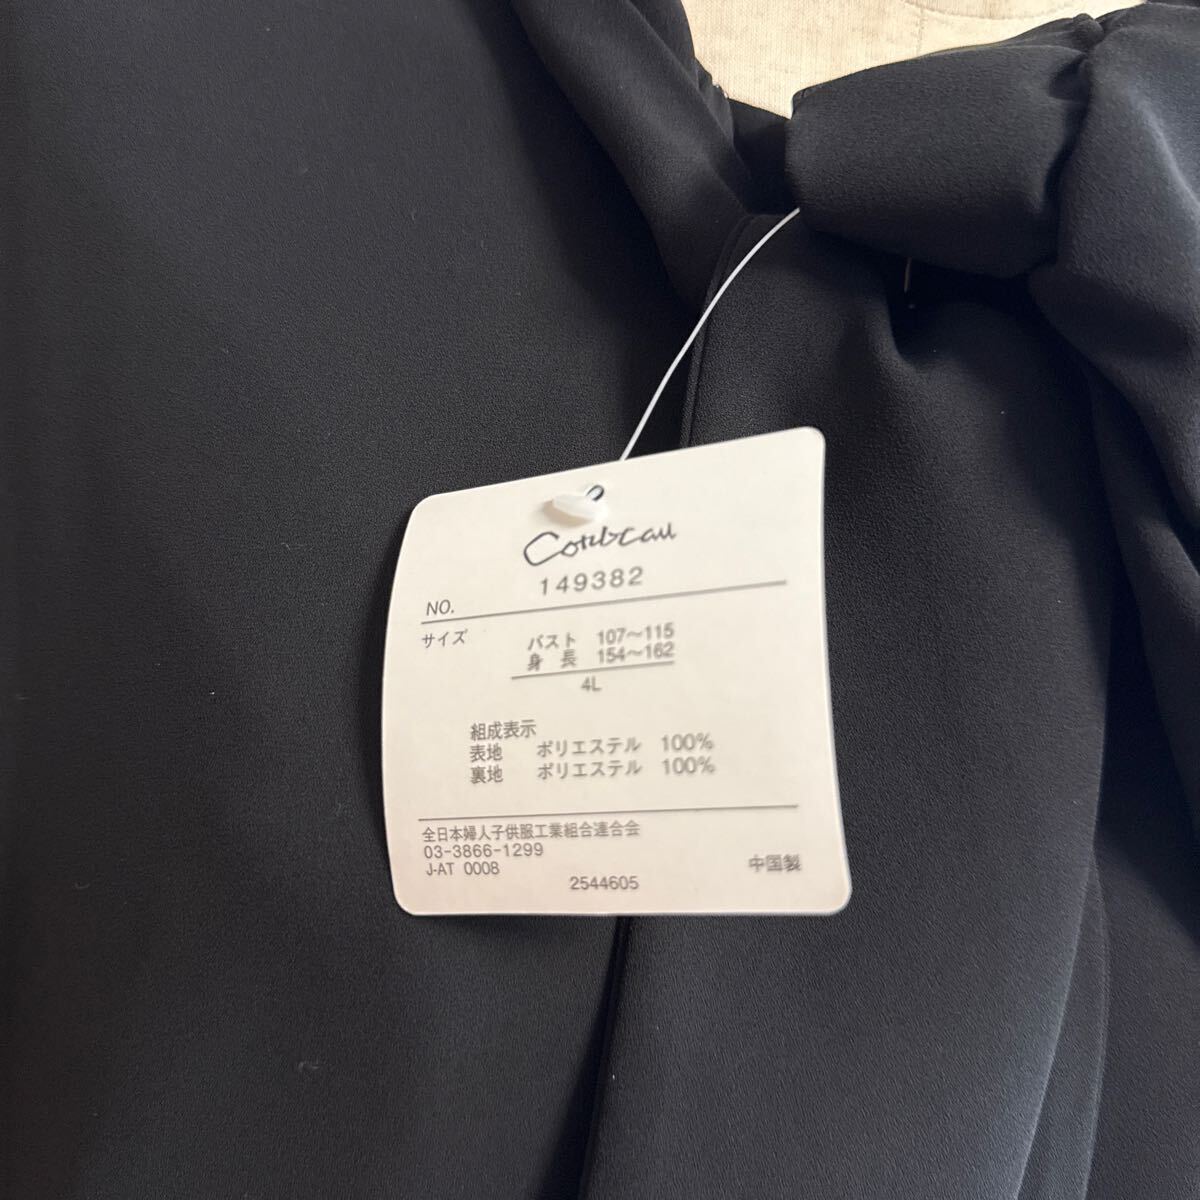 Corbeau
NO. 149382
サイズ バスト 107〜115
身長 154〜162
4L
組成表示
表地 ポリエステル 100%
裏地 ポリエステル 100%
全日本婦人子供服工業組合連合会
03-3866-1299
J-AT 0008
2544605 中国製